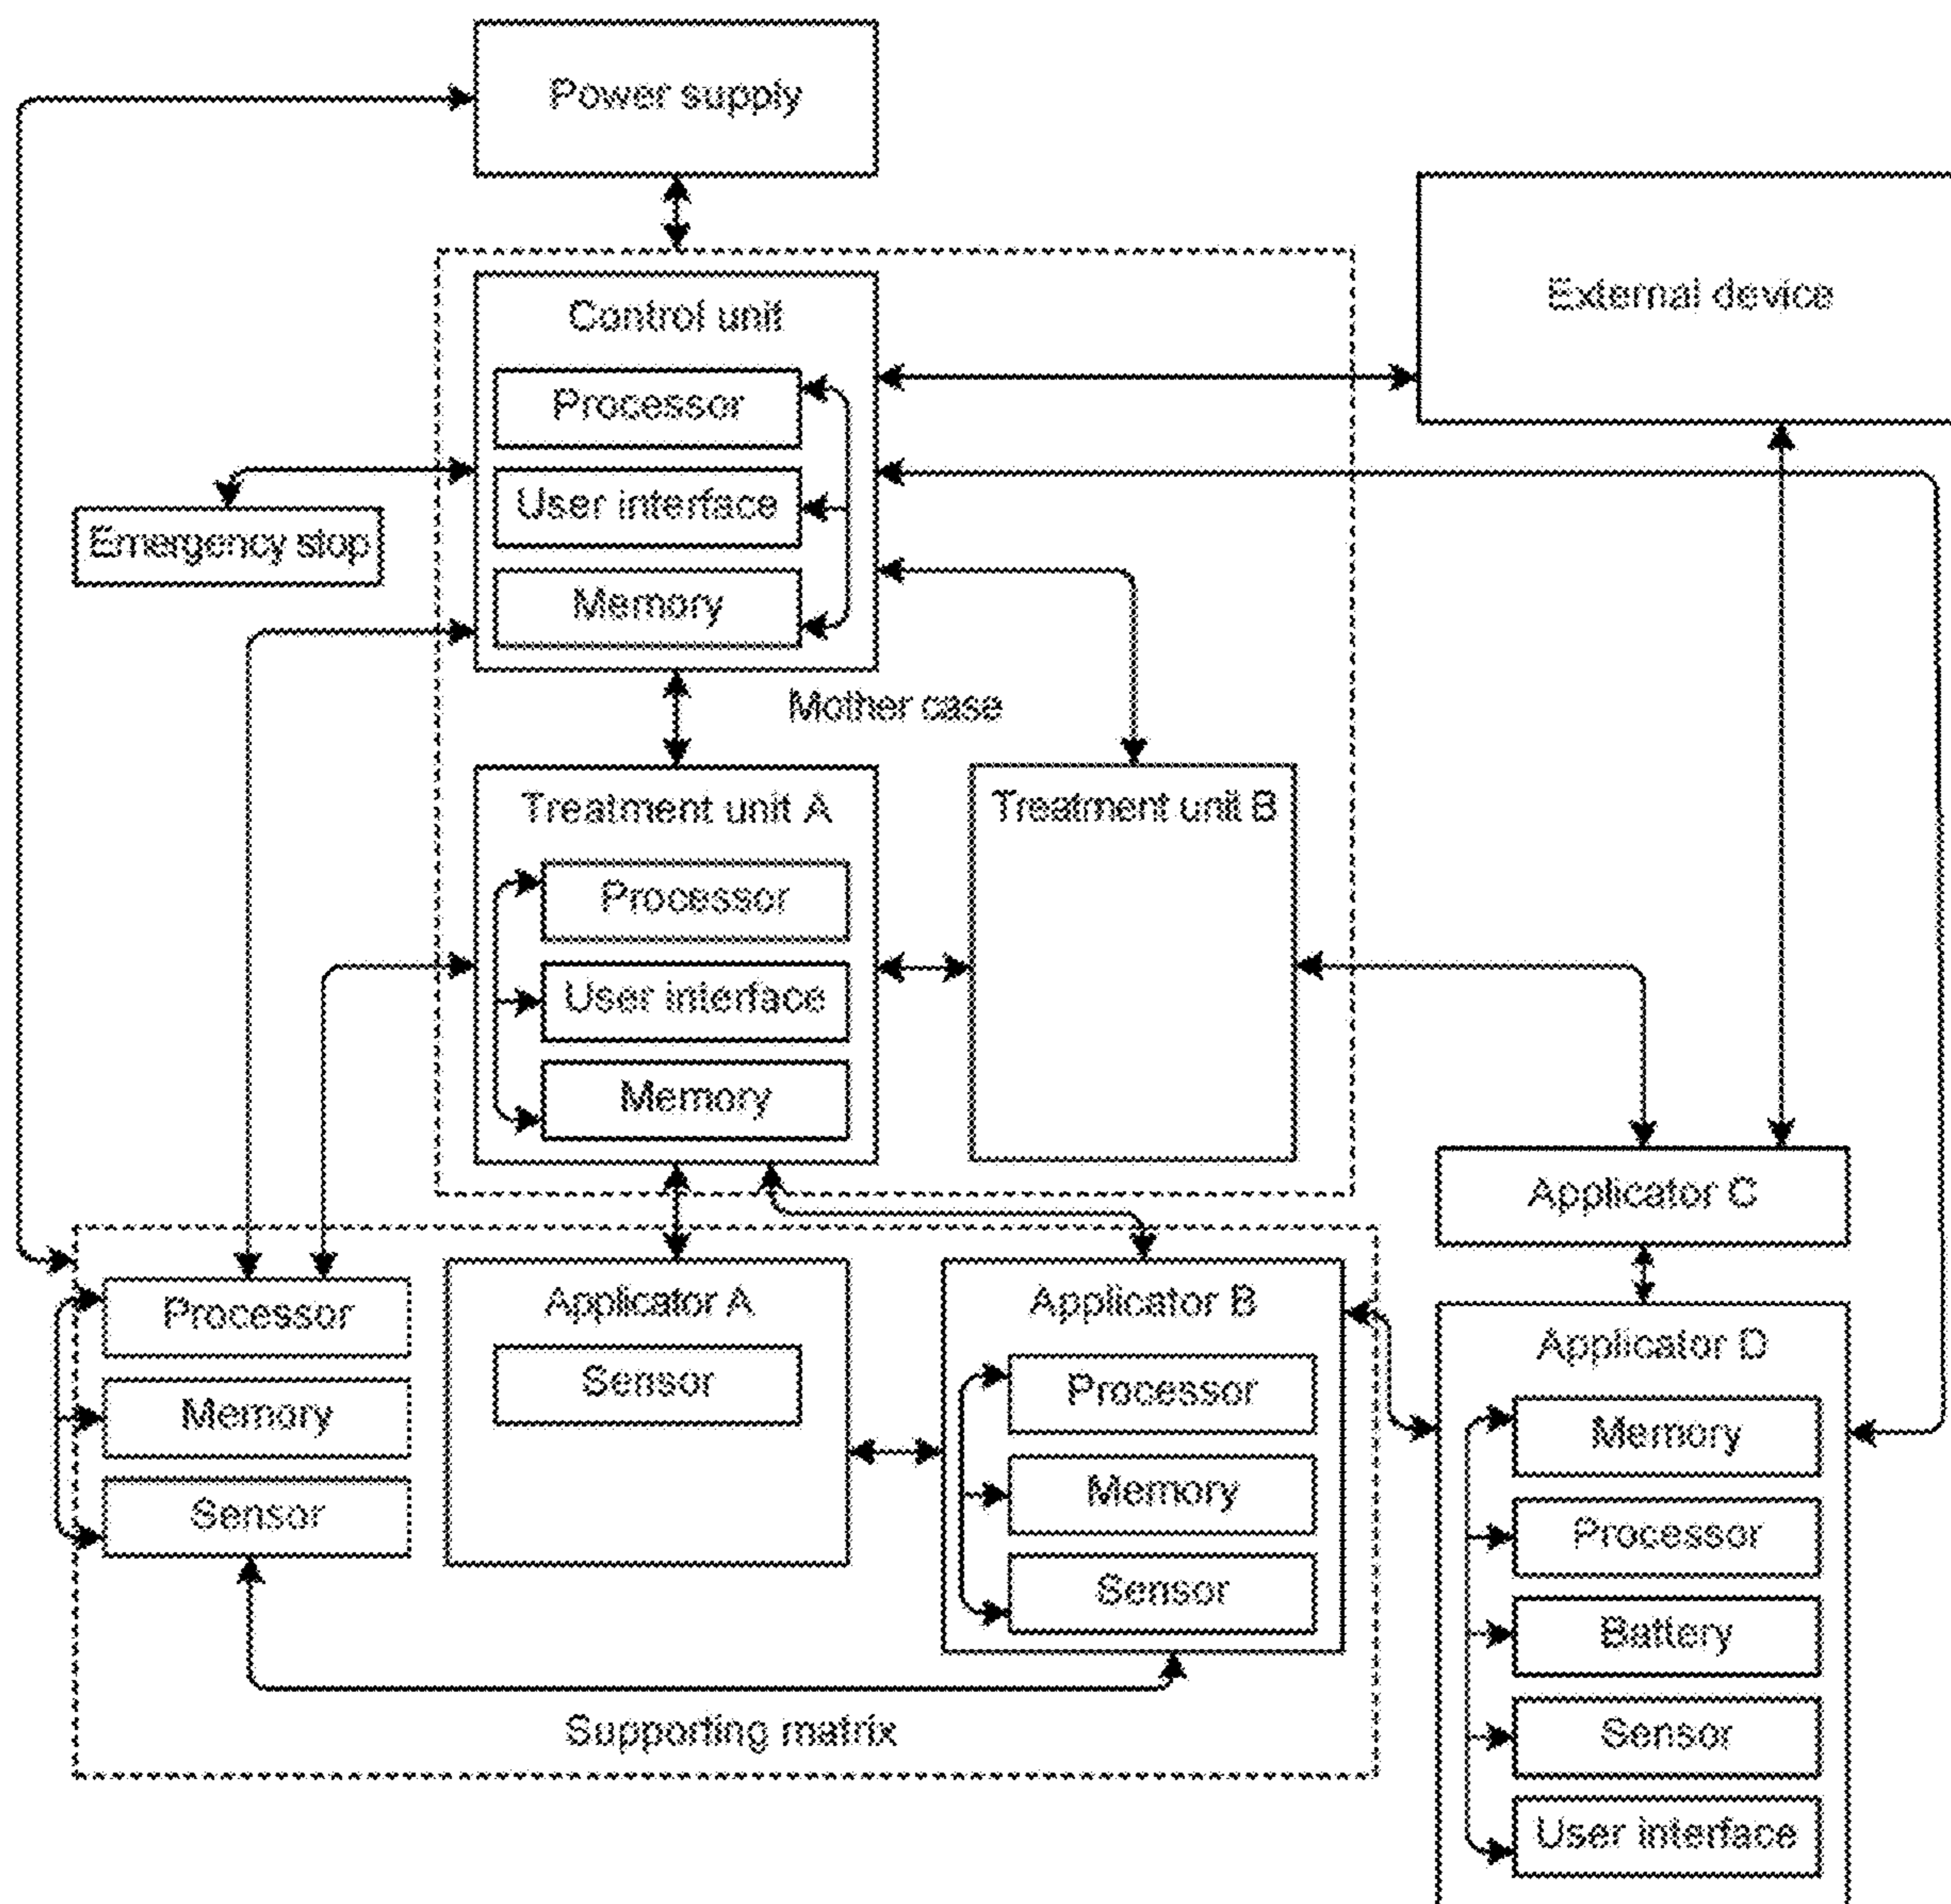 Power supply
External device
Control unit
Processor
User interface
Memory
Emergency stop
Mother case
Treatment unit A
Processor
User interface
Memory
Treatment unit B
Applicator C
Processor
Memory
Sensor
Applicator A
Sensor
Applicator B
Processor
Memory
Sensor
Applicator D
Memory
Processor
Battery
Sensor
User interface
Supporting matrix